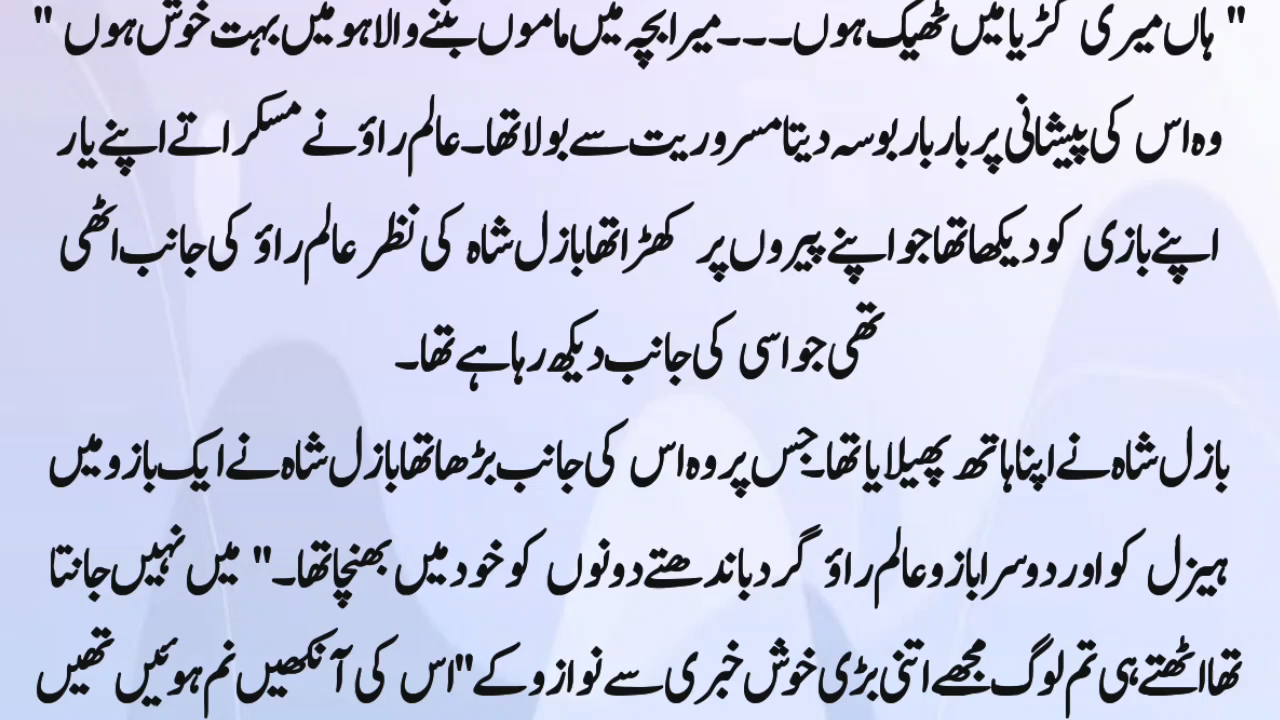 " ہاں میری گڑیا میں ٹھیک ہوں۔۔۔ میرا بچہ میں ماموں بننے والا ہو میں بہت خوش ہوں "
وہ اس کی پیشانی پر بار بار بوسہ دیتا مسروریت سے بولا تھا۔ عالم راؤ نے مسکراتے اپنے یار
اپنے بازی کو دیکھا تھا جو اپنے پیروں پر کھڑا تھا بازل شاہ کی نظر عالم راؤ کی جانب اٹھی
تھی جو اسی کی جانب دیکھ رہا ہے تھا۔
بازل شاہ نے اپنا ہاتھ پھیلایا تھا۔ جس پر وہ اس کی جانب بڑھا تھا بازل شاہ نے ایک بازو میں
ہیزل کو اور دوسرا بازو عالم راؤ گرد باندھتے دونوں کو خود میں بھنچا تھا۔ " میں نہیں جانتا
تھا اٹھتے ہی تم لوگ مجھے اتنی بڑی خوش خبری سے نوازو کے" اس کی آنکھیں نم ہوئیں تھیں